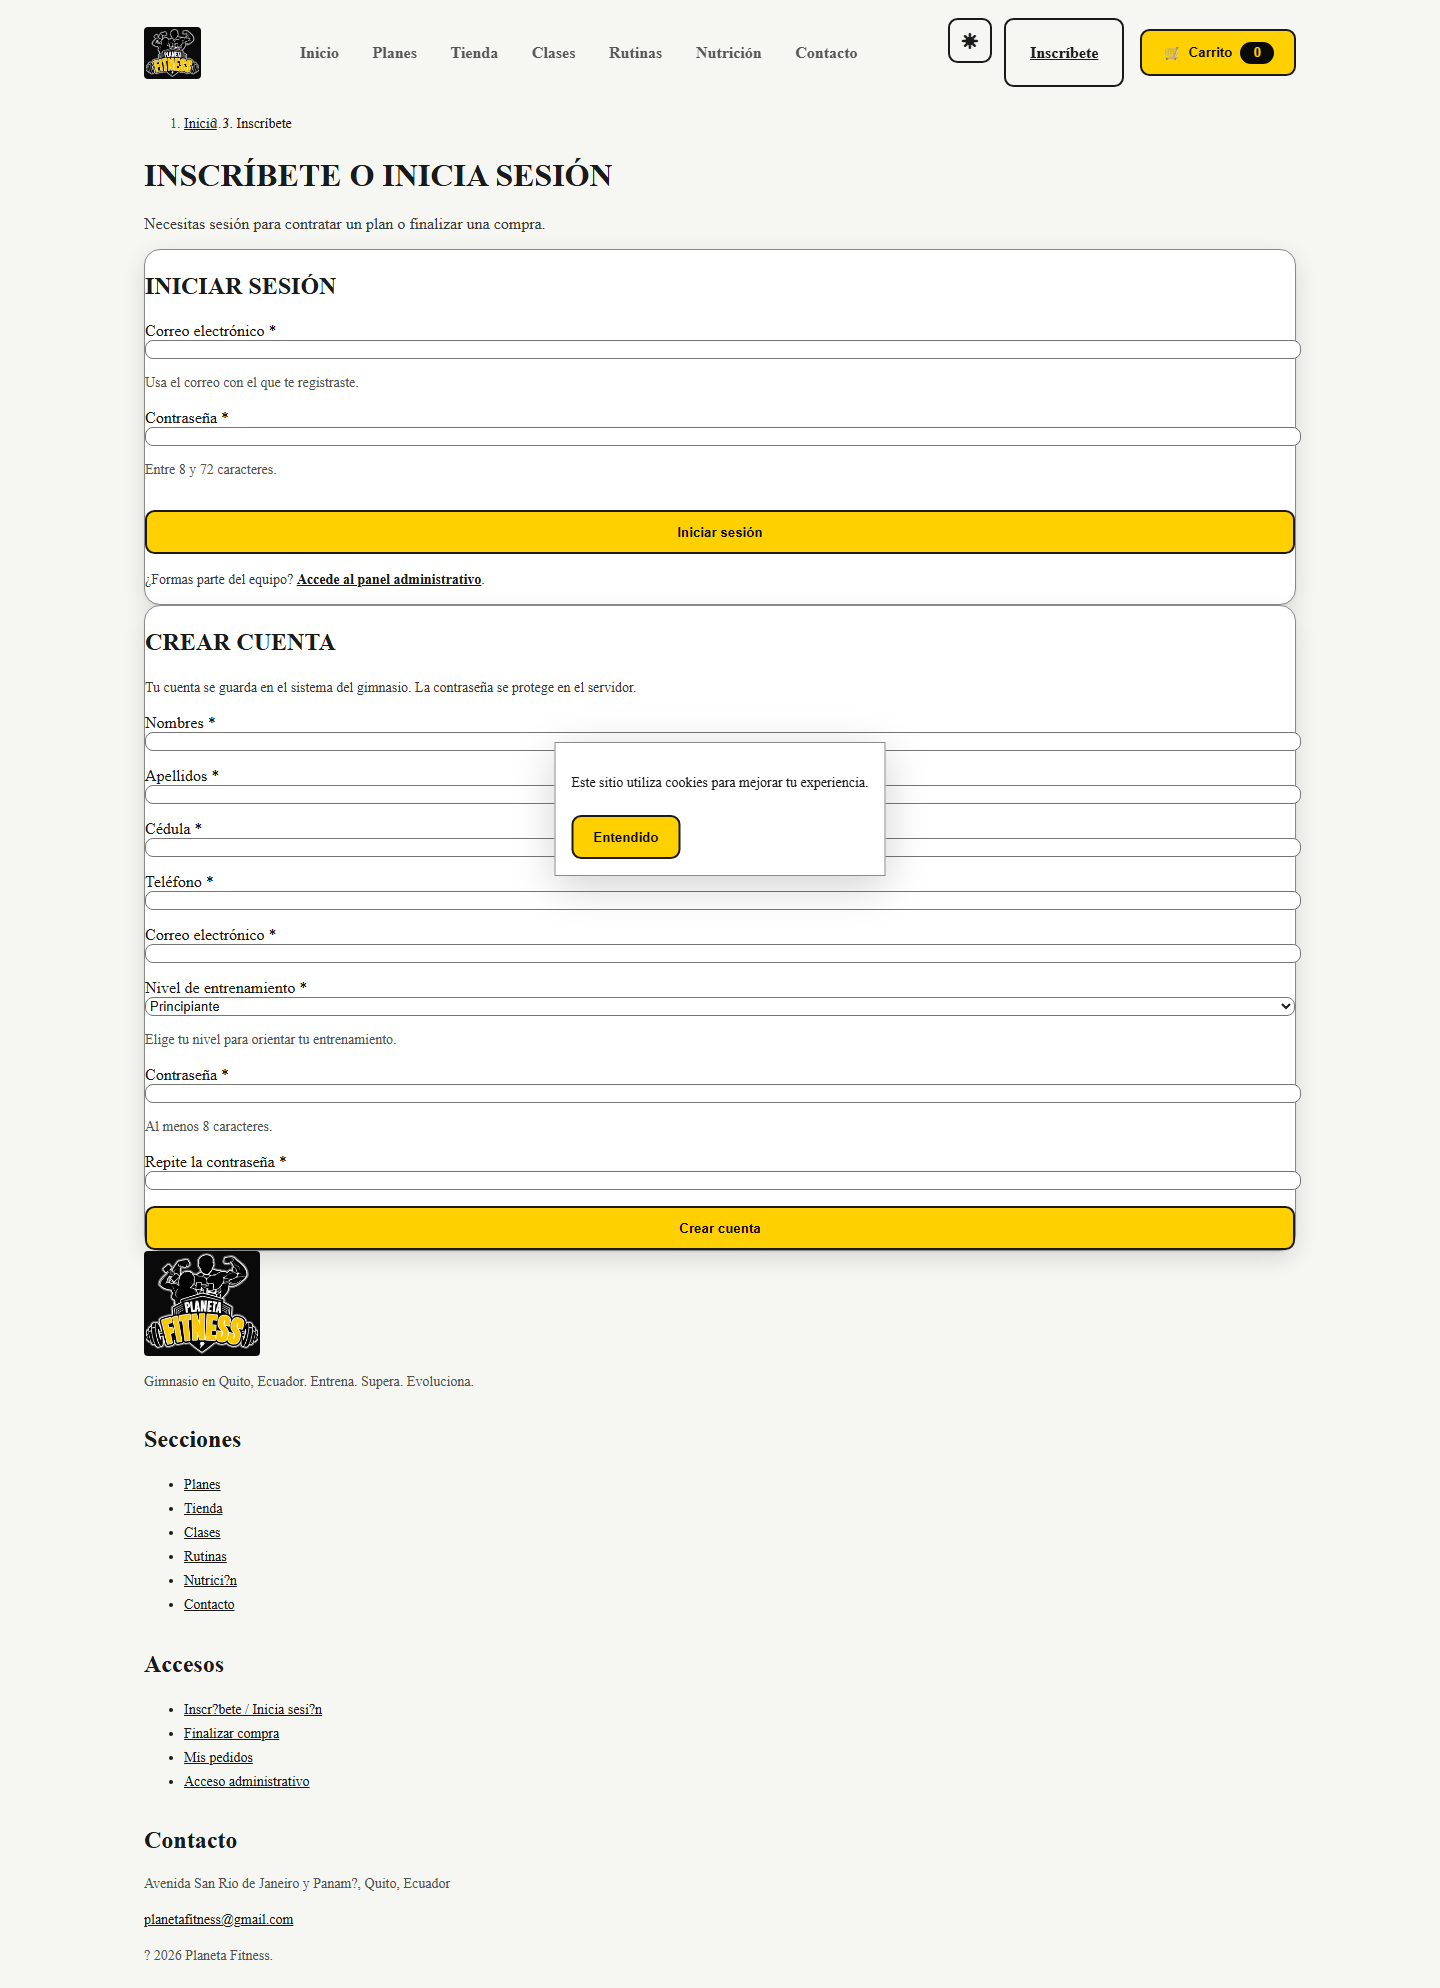 PLANETA
FITNESS
Inicio
Planes
Tienda
Clases
Rutinas
Nutrición
Contacto
Inscríbete
Carrito 0
1. Inicio 2. 3. Inscríbete
INSCRÍBETE O INICIA SESIÓN
Necesitas sesión para contratar un plan o finalizar una compra.
INICIAR SESIÓN
Correo electrónico *
Usa el correo con el que te registraste.
Contraseña *
Entre 8 y 72 caracteres.
Iniciar sesión
¿Formas parte del equipo? Accede al panel administrativo.
CREAR CUENTA
Tu cuenta se guarda en el sistema del gimnasio. La contraseña se protege en el servidor.
Nombres *
Apellidos *
Este sitio utiliza cookies para mejorar tu experiencia.
Cédula *
Entendido
Teléfono *
Correo electrónico *
Nivel de entrenamiento *
Principiante
Elige tu nivel para orientar tu entrenamiento.
Contraseña *
Al menos 8 caracteres.
Repite la contraseña *
Crear cuenta
PLANETA
FITNESS
Gimnasio en Quito, Ecuador. Entrena. Supera. Evoluciona.
Secciones
Planes
Tienda
Clases
Rutinas
Nutrici?n
Contacto
Accesos
Inscr?bete / Inicia sesi?n
Finalizar compra
Mis pedidos
Acceso administrativo
Contacto
Avenida San Rio de Janeiro y Panam?, Quito, Ecuador
planetafitness@gmail.com
? 2026 Planeta Fitness.